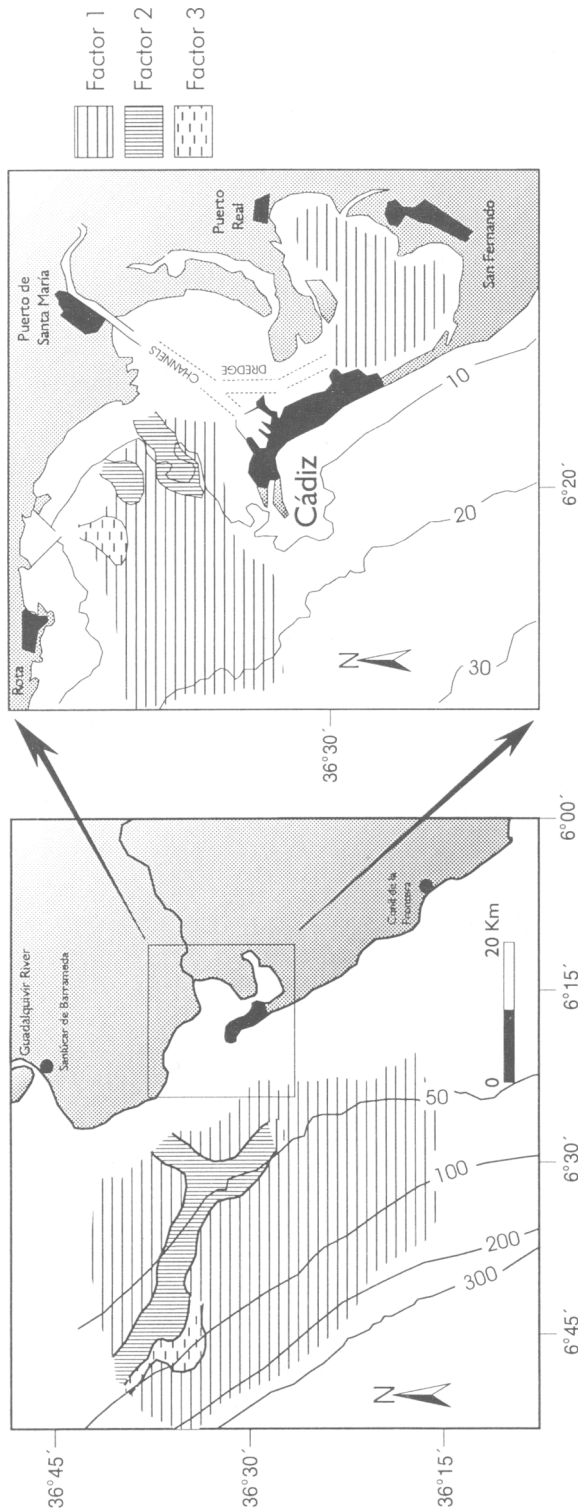 Guadalquivir River
Sanlúcar de Barrameda
Conil de la
Frontera
N
0
20 Km
50
100
200
300
36°45´
36°30´
36°15´
6°45´
6°30´
6°15´
6°00´
Rota
Puerto de
Santa María
Puerto
Real
San Fernando
Cádiz
CHANNELS
DREDGE
N
10
20
30
36°30´
6°20´
Factor 1
Factor 2
Factor 3